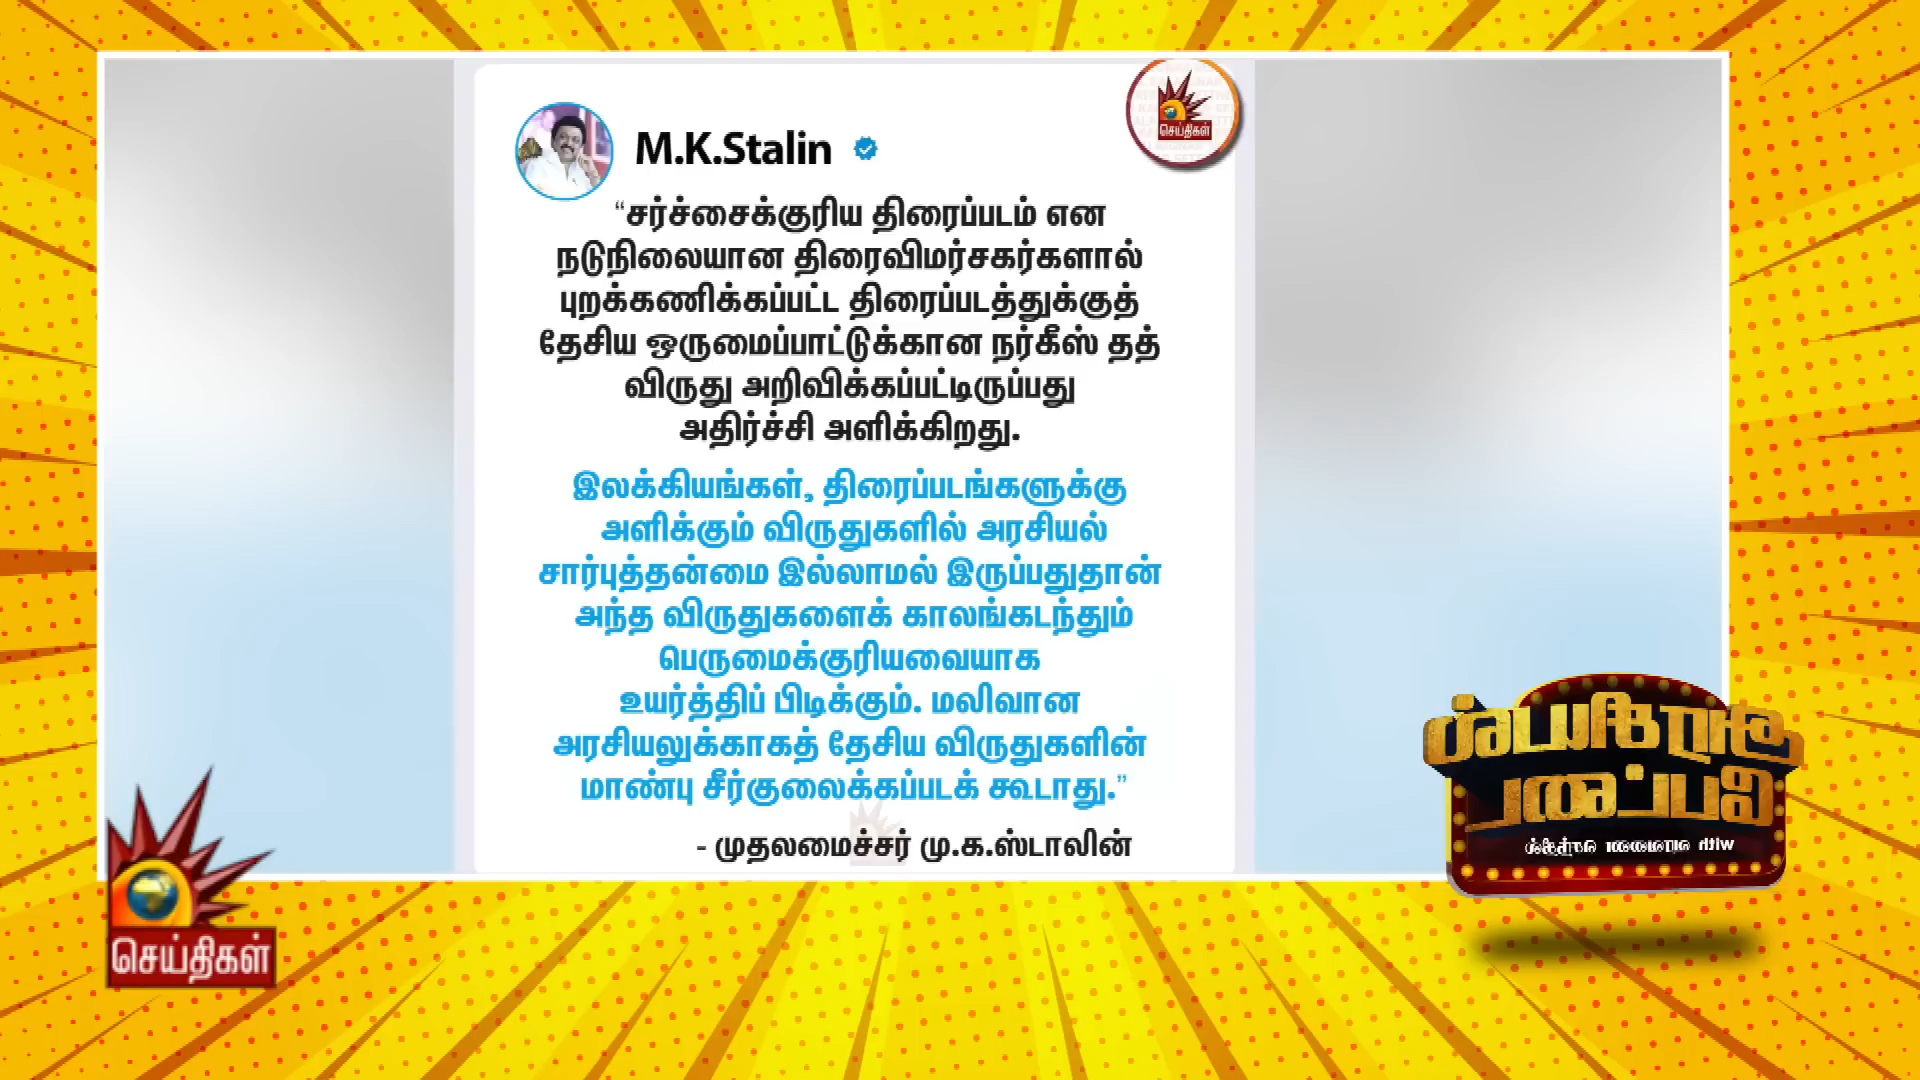 M.K.Stalin
செய்திகள்
“சர்ச்சைக்குரிய திரைப்படம் என
நடுநிலையான திரைவிமர்சகர்களால்
புறக்கணிக்கப்பட்ட திரைப்படத்துக்குத்
தேசிய ஒருமைப்பாட்டுக்கான நர்கீஸ் தத்
விருது அறிவிக்கப்பட்டிருப்பது
அதிர்ச்சி அளிக்கிறது.
இலக்கியங்கள், திரைப்படங்களுக்கு
அளிக்கும் விருதுகளில் அரசியல்
சார்புத்தன்மை இல்லாமல் இருப்பதுதான்
அந்த விருதுகளைக் காலங்கடந்தும்
பெருமைக்குரியவையாக
உயர்த்திப் பிடிக்கும். மலிவான
அரசியலுக்காகத் தேசிய விருதுகளின்
மாண்பு சீர்குலைக்கப்படக் கூடாது.”
- முதலமைச்சர் மு.க.ஸ்டாலின்
செய்திகள்